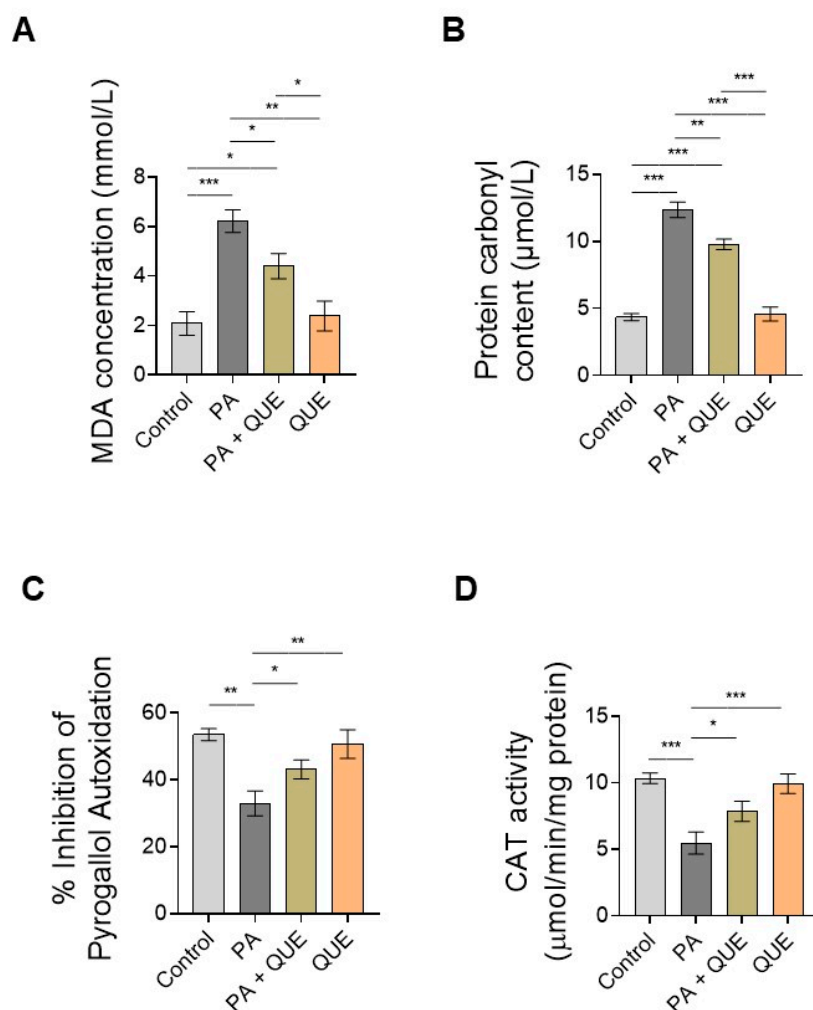 A
MDA concentration (mmol/L)
*
**
*
*
***
8
6
4
2
0
Control
PA
PA + QUE
QUE
B
Protein carbonyl
content (µmol/L)
***
***
**
***
***
15
10
5
0
Control
PA
PA + QUE
QUE
C
% Inhibition of
Pyrogallol Autoxidation
**
*
**
60
40
20
0
Control
PA
PA + QUE
QUE
D
CAT activity
(µmol/min/mg protein)
***
*
***
15
10
5
0
Control
PA
PA + QUE
QUE